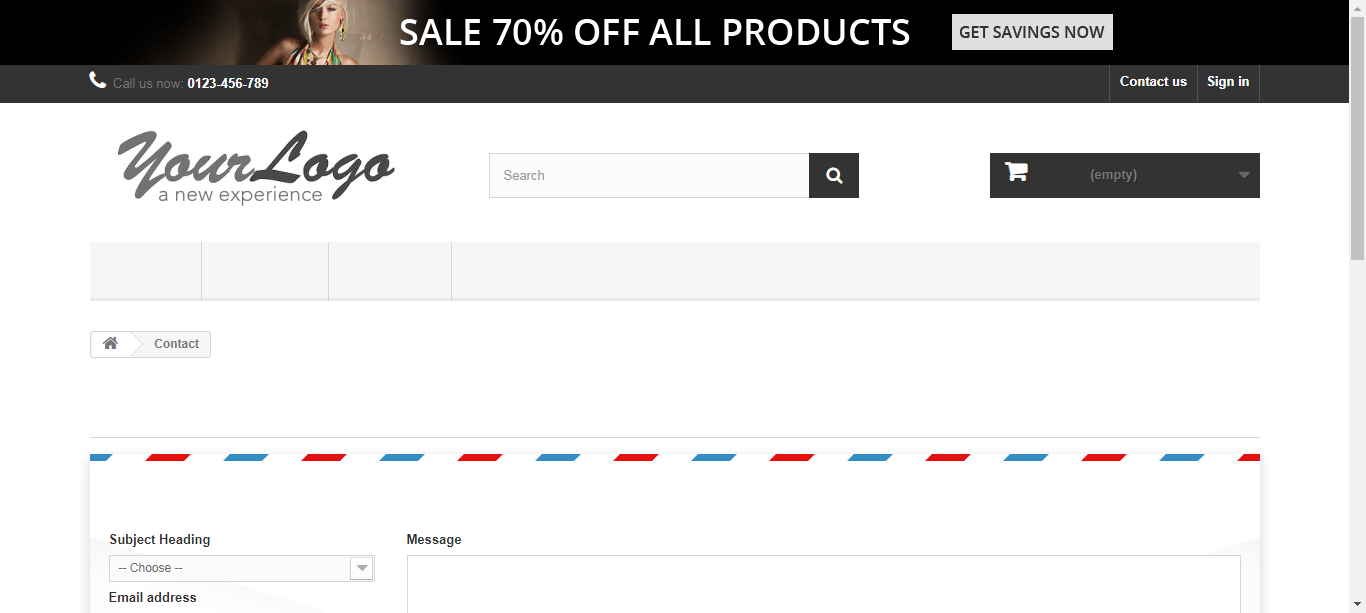 SALE 70% OFF ALL PRODUCTS
GET SAVINGS NOW
Call us now: 0123-456-789
Contact us
Sign in
YourLogo
a new experience
Search
(empty)
Contact
Subject Heading
Message
-- Choose --
Email address